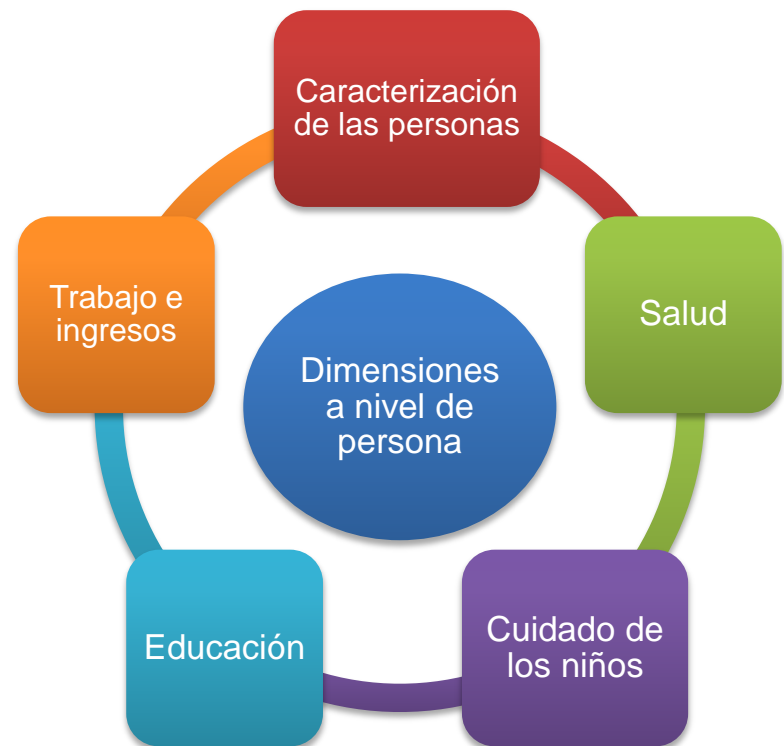 Caracterización
de las personas
Salud
Cuidado de
los niños
Educación
Trabajo e
ingresos
Dimensiones
a nivel de
persona